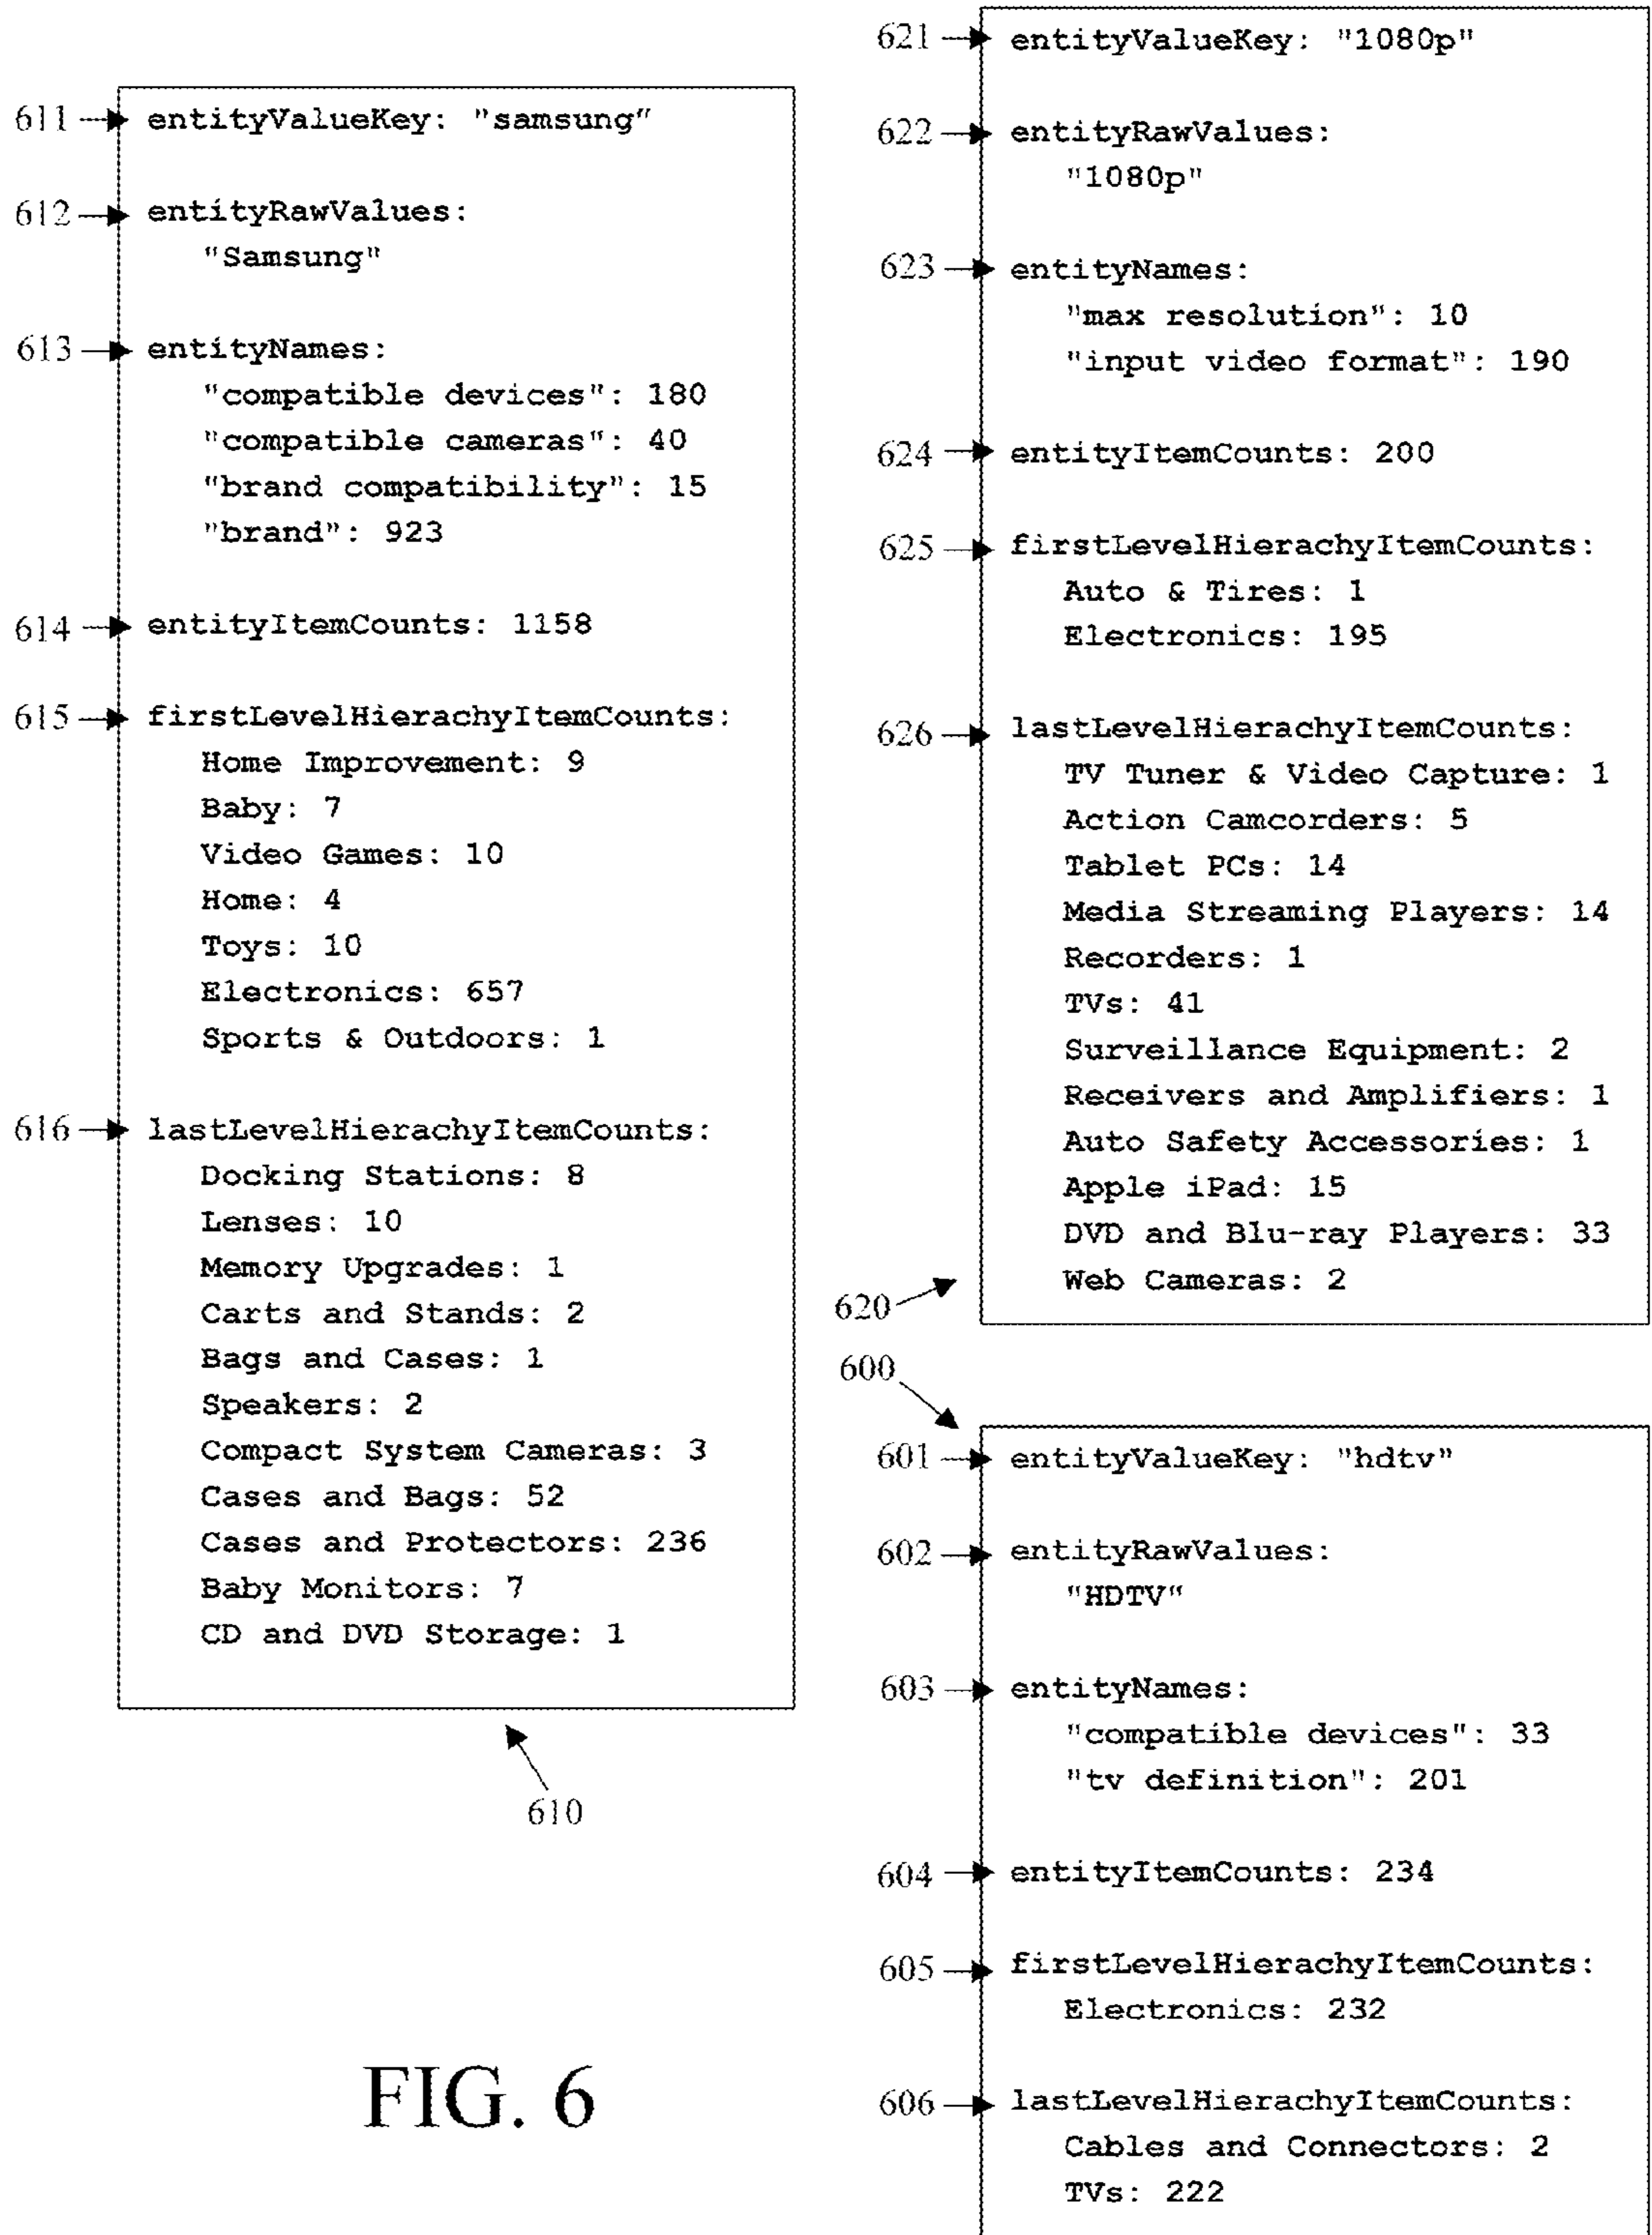 611 entityValueKey: "samsung"
612 entityRawValues:
"Samsung"
613 entityNames:
"compatible devices": 180
"compatible cameras": 40
"brand compatibility": 15
"brand": 923
614 entityItemCounts: 1158
615 firstLevelHierachyItemCounts:
Home Improvement: 9
Baby: 7
Video Games: 10
Home: 4
Toys: 10
Electronics: 657
Sports & Outdoors: 1
616 lastLevelHierachyItemCounts:
Docking Stations: 8
Lenses: 10
Memory Upgrades: 1
Carts and Stands: 2
Bags and Cases: 1
Speakers: 2
Compact System Cameras: 3
Cases and Bags: 52
Cases and Protectors: 236
Baby Monitors: 7
CD and DVD Storage: 1
610
621 entityValueKey: "1080p"
622 entityRawValues:
"1080p"
623 entityNames:
"max resolution": 10
"input video format": 190
624 entityItemCounts: 200
625 firstLevelHierachyItemCounts:
Auto & Tires: 1
Electronics: 195
626 lastLevelHierachyItemCounts:
TV Tuner & Video Capture: 1
Action Camcorders: 5
Tablet PCs: 14
Media Streaming Players: 14
Recorders: 1
TVs: 41
Surveillance Equipment: 2
Receivers and Amplifiers: 1
Auto Safety Accessories: 1
Apple iPad: 15
DVD and Blu-ray Players: 33
Web Cameras: 2
620
600
601 entityValueKey: "hdtv"
602 entityRawValues:
"HDTV"
603 entityNames:
"compatible devices": 33
"tv definition": 201
604 entityItemCounts: 234
605 firstLevelHierachyItemCounts:
Electronics: 232
606 lastLevelHierachyItemCounts:
Cables and Connectors: 2
TVs: 222
FIG. 6